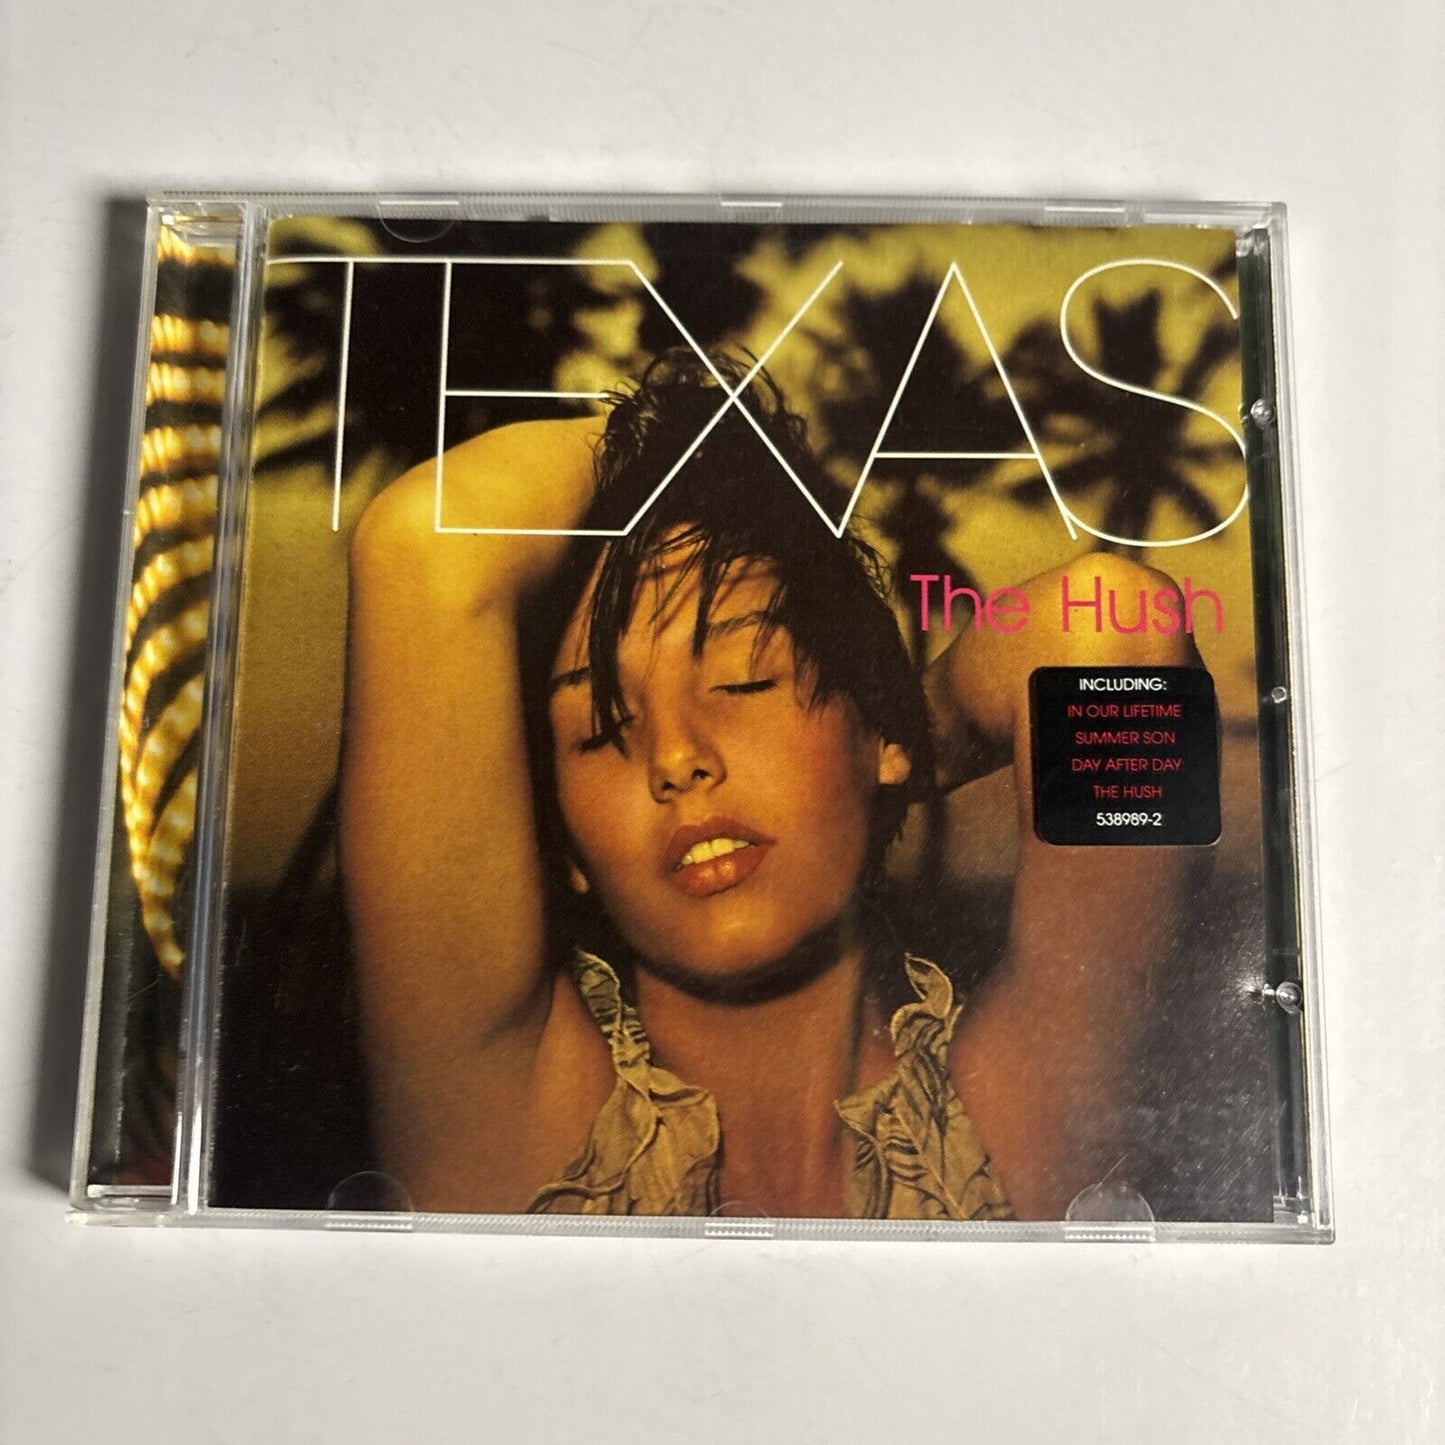 TEXAS
The Hush
INCLUDING:
IN OUR LIFETIME
SUMMER SON
DAY AFTER DAY
THE HUSH
538989-2